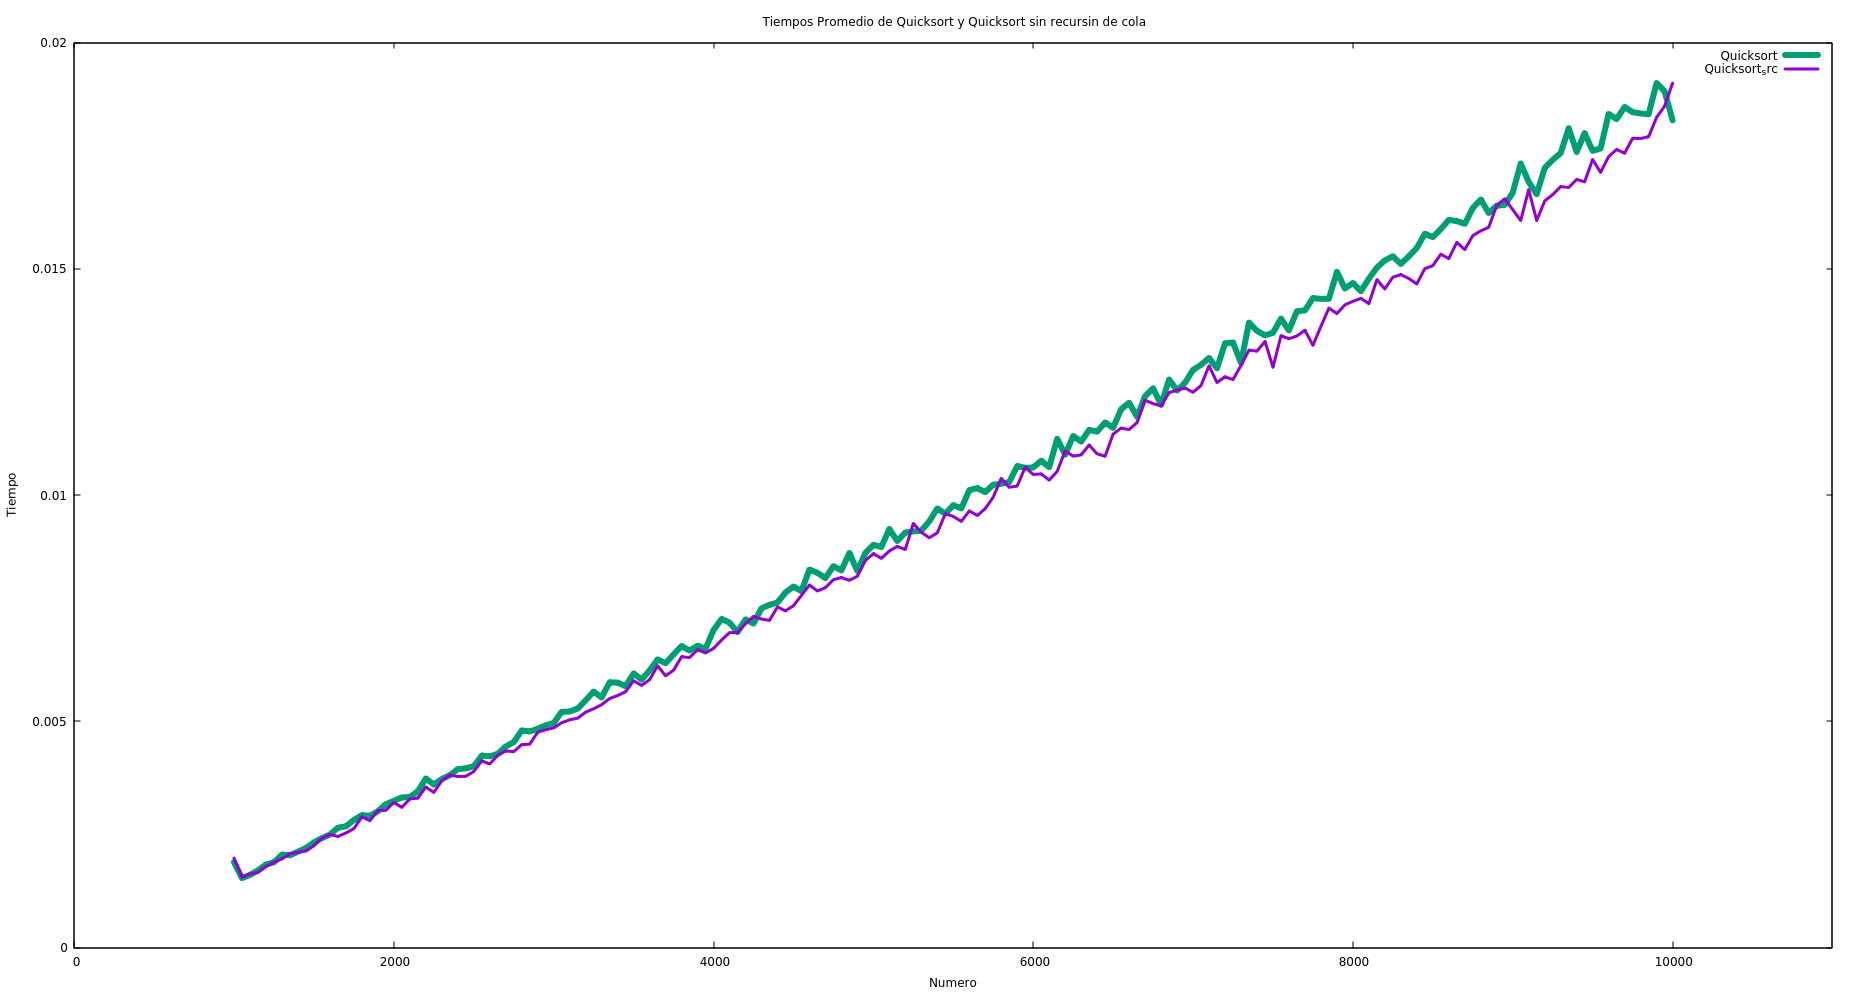 Tiempos Promedio de Quicksort y Quicksort sin recursin de cola
0.02
Quicksort
Quicksortsrc
0.015
0.01
Tiempo
0.005
0
0 2000 4000 6000 8000 10000
Numero